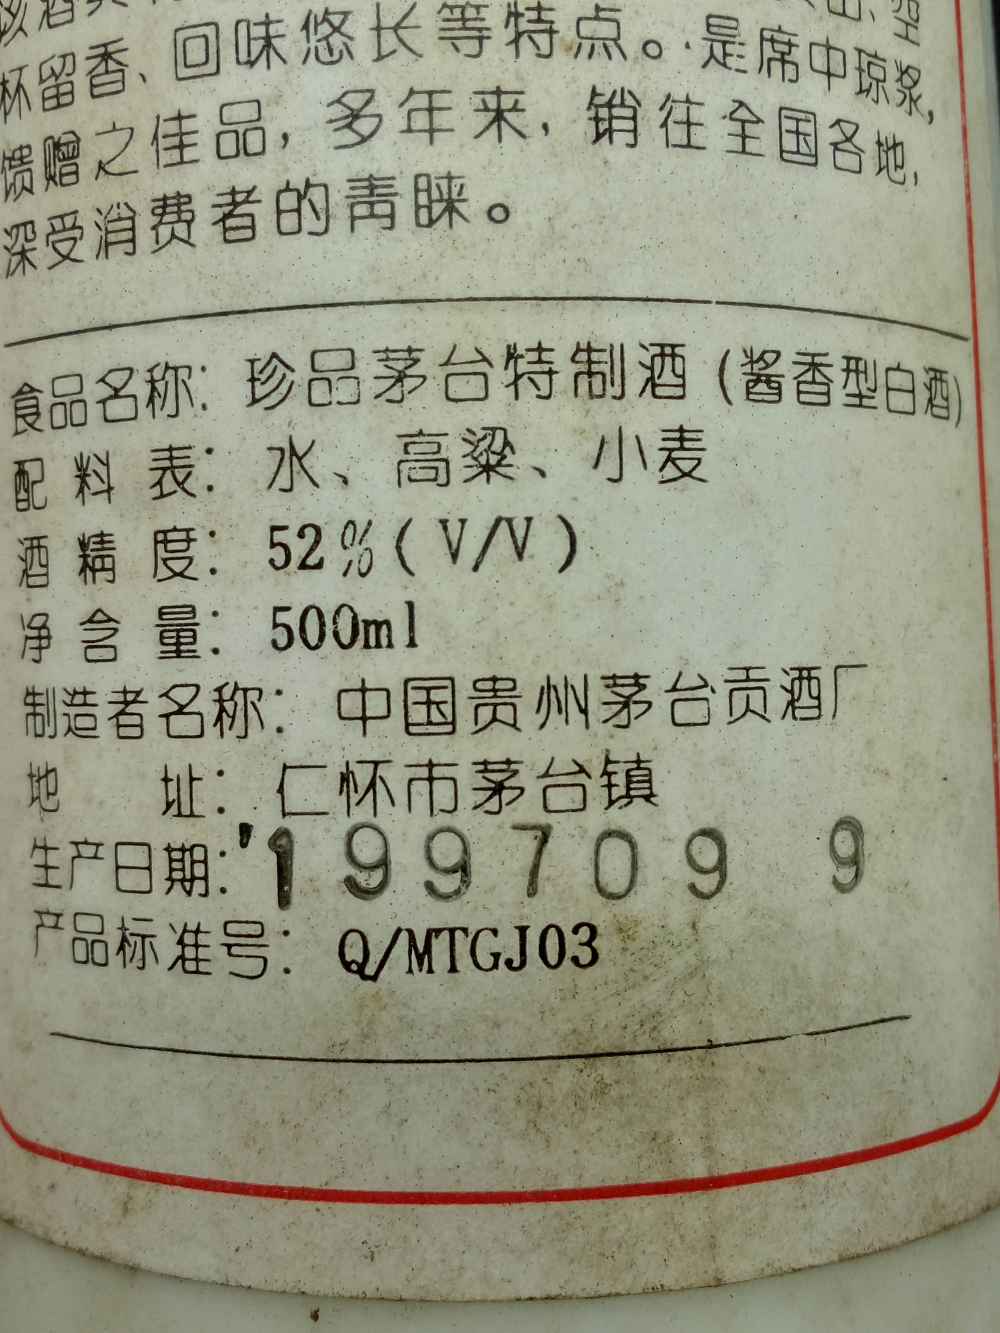 该酒具
杯留香、回味悠长等特点。是席中琼浆,
馈赠之佳品,多年来,销往全国各地,
深受消费者的青睐。
食品名称:珍品茅台特制酒(酱香型白酒)
配料表:水、高粱、小麦
酒精度:52%(V/V)
净含量:500ml
制造者名称:中国贵州茅台贡酒厂
地址:仁怀市茅台镇
生产日期:199709 9
产品标准号:Q/MTGJ03